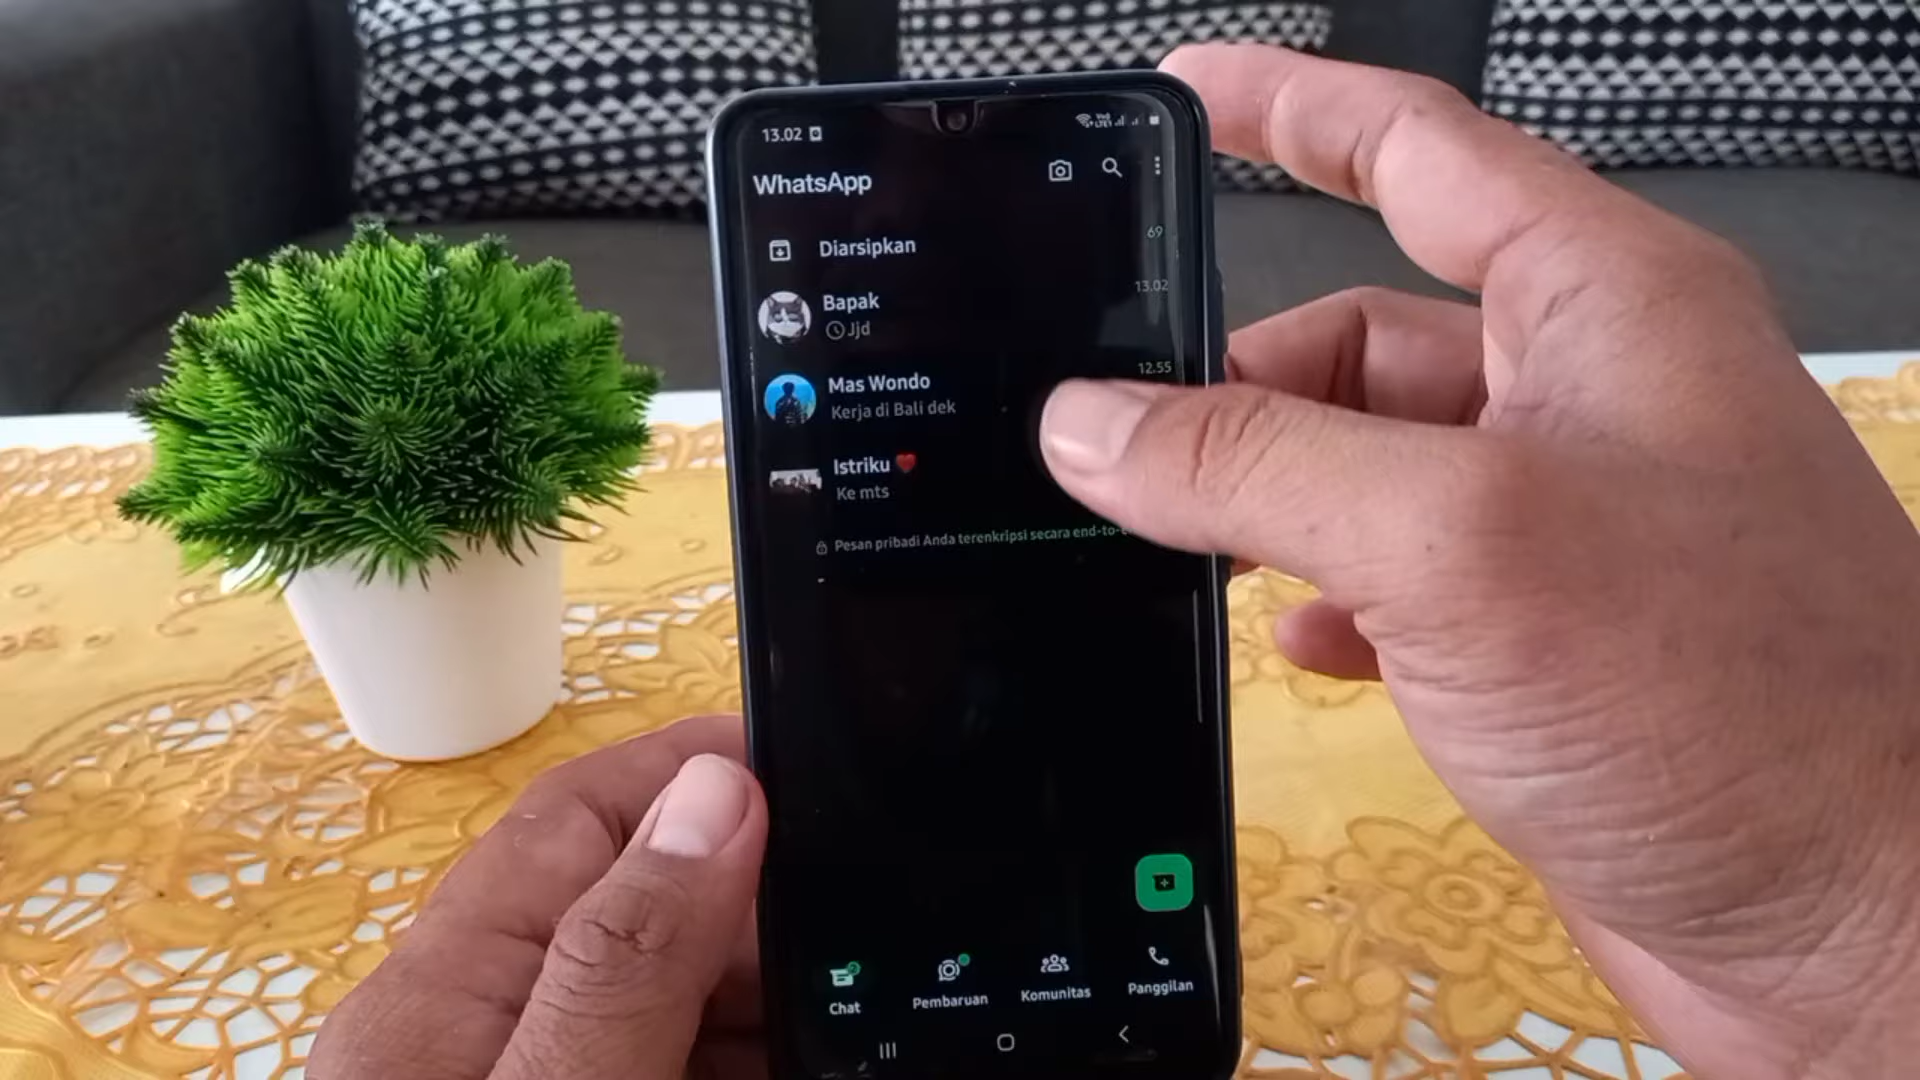 13.02
WhatsApp
Diarsipkan
69
Bapak
13.02
Jjd
Mas Wondo
12.55
Kerja di Bali dek
Istriku ❤️
Ke mts
Pesan pribadi Anda terenkripsi secara end-to-
Chat
Pembaruan
Komunitas
Panggilan